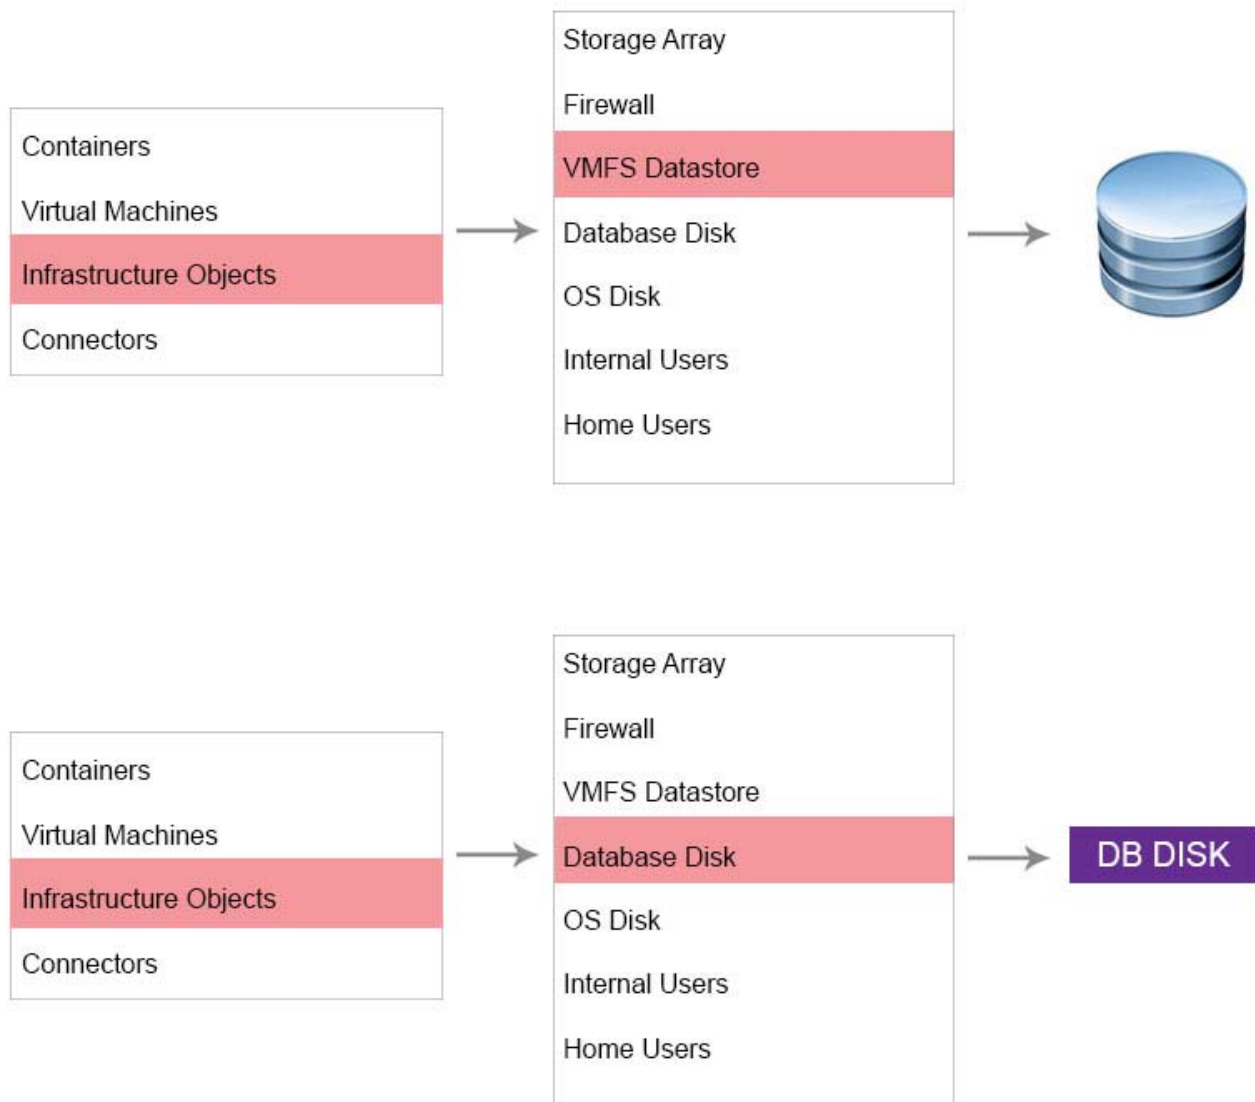 Containers
Virtual Machines
Infrastructure Objects
Connectors
Storage Array
Firewall
VMFS Datastore
Database Disk
OS Disk
Internal Users
Home Users
Containers
Virtual Machines
Infrastructure Objects
Connectors
Storage Array
Firewall
VMFS Datastore
Database Disk
OS Disk
Internal Users
Home Users
DB DISK